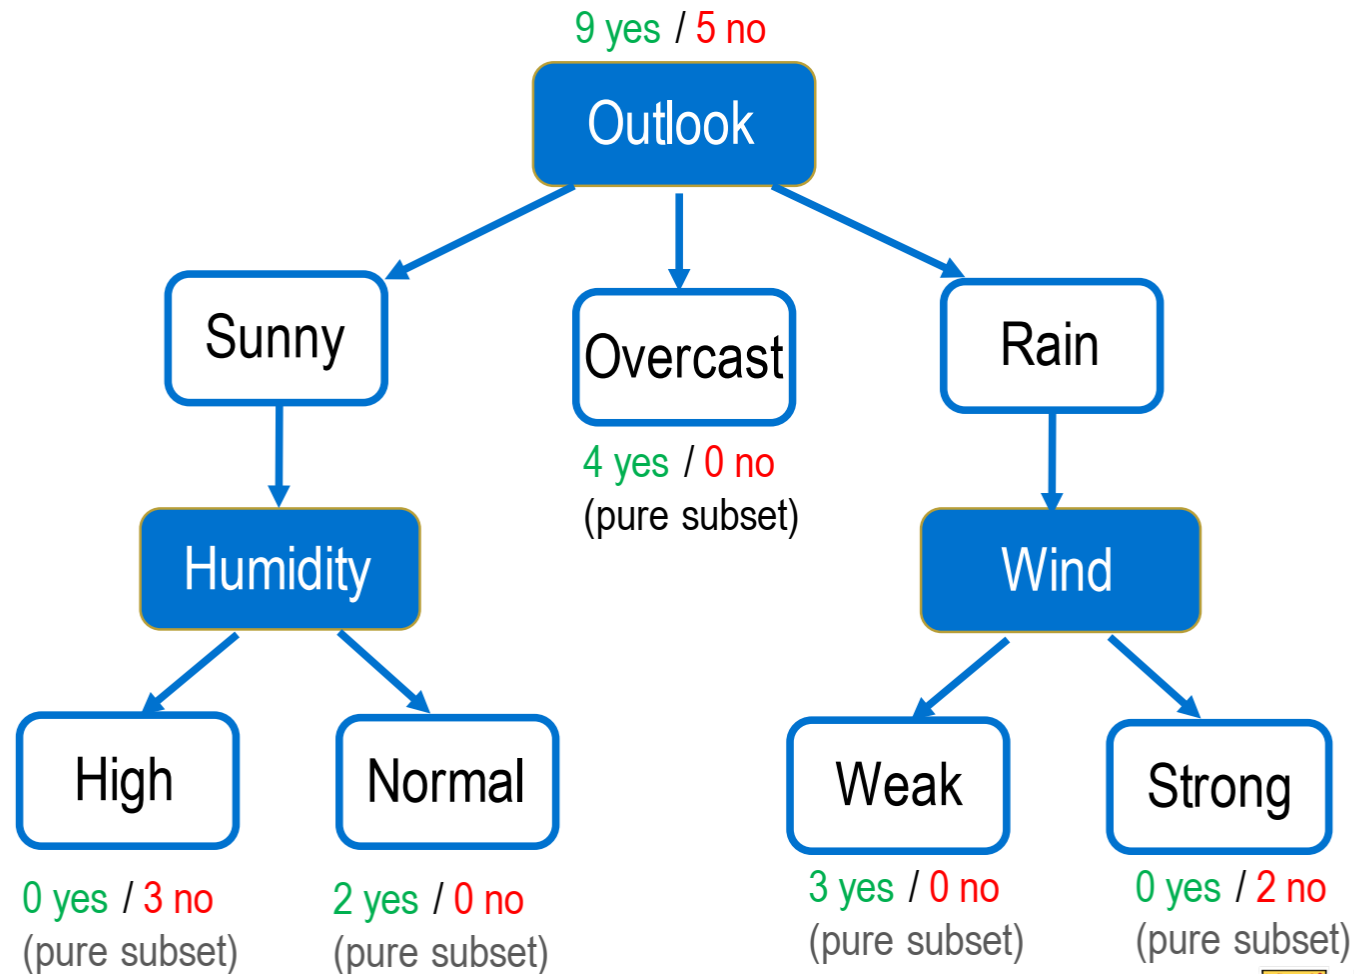 9 yes / 5 no
Outlook
Sunny
Overcast
Rain
4 yes / 0 no
(pure subset)
Humidity
Wind
High
Normal
Weak
Strong
0 yes / 3 no
(pure subset)
2 yes / 0 no
(pure subset)
3 yes / 0 no
(pure subset)
0 yes / 2 no
(pure subset)